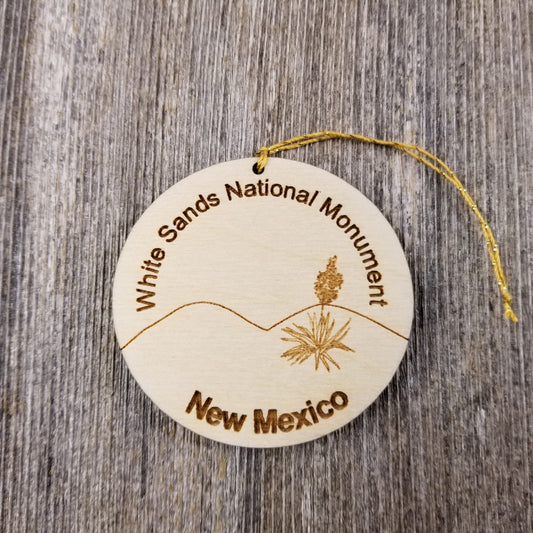 White Sands National Monument
New Mexico